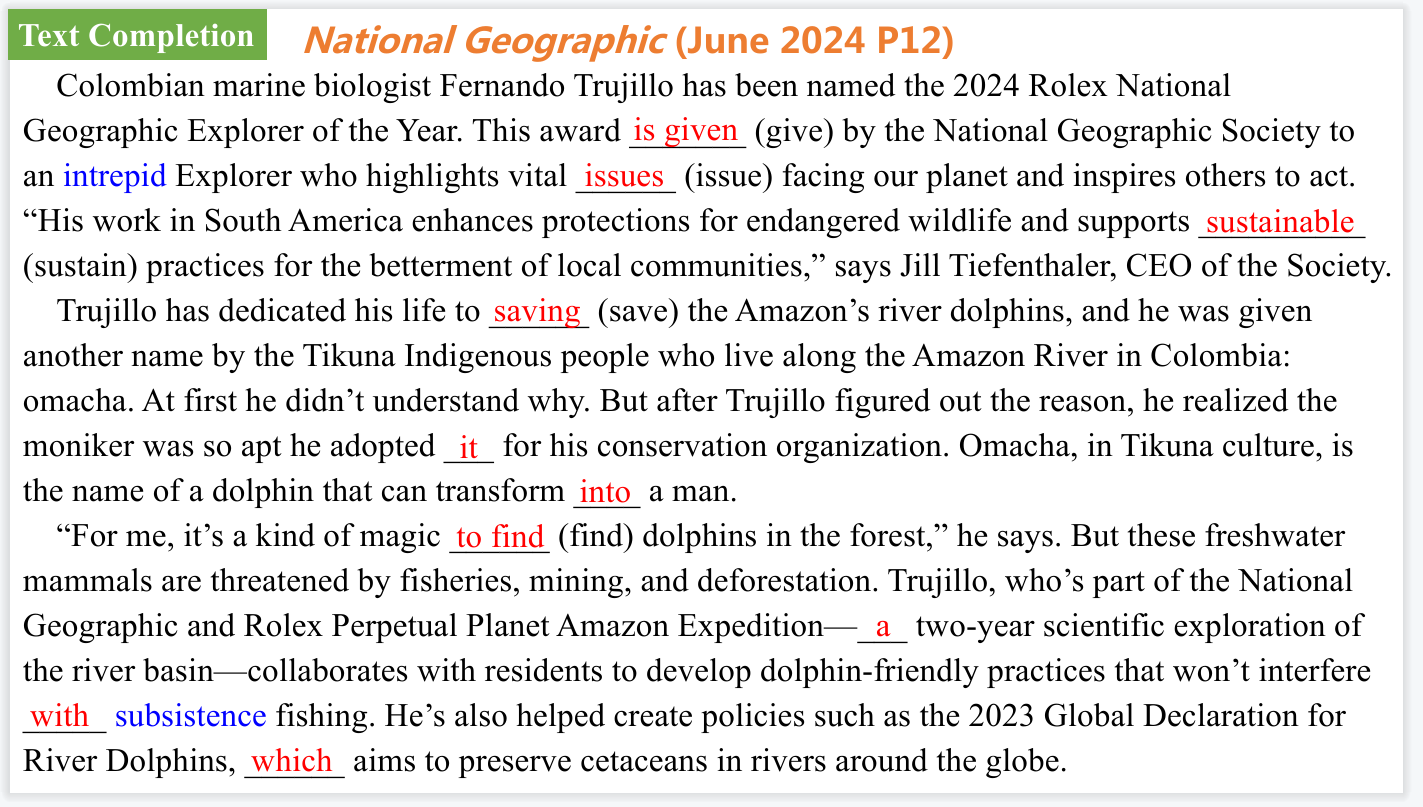 Text Completion
National Geographic (June 2024 P12)
Colombian marine biologist Fernando Trujillo has been named the 2024 Rolex National
Geographic Explorer of the Year. This award is given (give) by the National Geographic Society to
an intrepid Explorer who highlights vital issues (issue) facing our planet and inspires others to act.
“His work in South America enhances protections for endangered wildlife and supports sustainable
(sustain) practices for the betterment of local communities,” says Jill Tiefenthaler, CEO of the Society.
Trujillo has dedicated his life to saving (save) the Amazon’s river dolphins, and he was given
another name by the Tikuna Indigenous people who live along the Amazon River in Colombia:
omacha. At first he didn’t understand why. But after Trujillo figured out the reason, he realized the
moniker was so apt he adopted it for his conservation organization. Omacha, in Tikuna culture, is
the name of a dolphin that can transform into a man.
“For me, it’s a kind of magic to find (find) dolphins in the forest,” he says. But these freshwater
mammals are threatened by fisheries, mining, and deforestation. Trujillo, who’s part of the National
Geographic and Rolex Perpetual Planet Amazon Expedition—a two-year scientific exploration of
the river basin—collaborates with residents to develop dolphin-friendly practices that won’t interfere
with subsistence fishing. He’s also helped create policies such as the 2023 Global Declaration for
River Dolphins, which aims to preserve cetaceans in rivers around the globe.